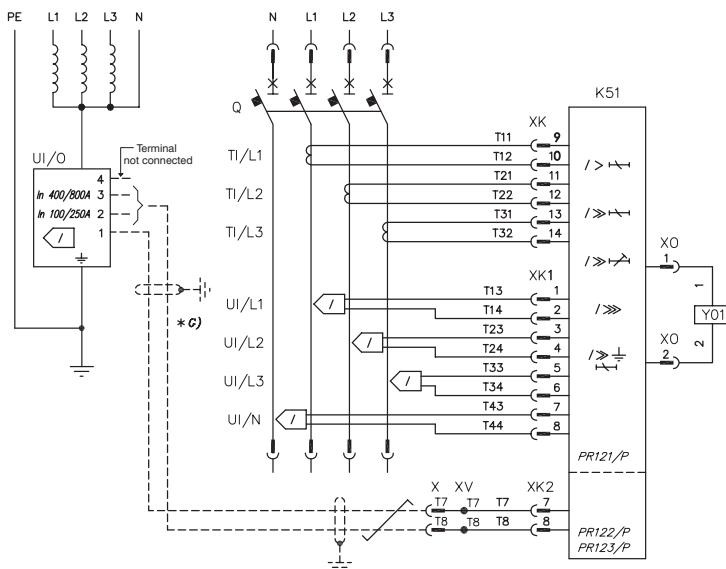 PE L1 L2 L3 N
N L1 L2 L3
Q
K51
UI/O
Terminal
not connected
4
In 400/800A 3
In 100/250A 2
/ 1
*G)
XK
TI/L1 T11 9
T12 10
TI/L2 T21 11
T22 12
TI/L3 T31 13
T32 14
XK1
UI/L1 / T13 1
T14 2
UI/L2 / T23 3
T24 4
UI/L3 / T33 5
T34 6
UI/N / T43 7
T44 8
/ >
/ ≫
/ ≫
/ ⋙
/ ≫
XO
1
1
Y01
2
XO
2
PR121/P
X XV XK2
T7 T7 T7 7
T8 T8 T8 8
PR122/P
PR123/P